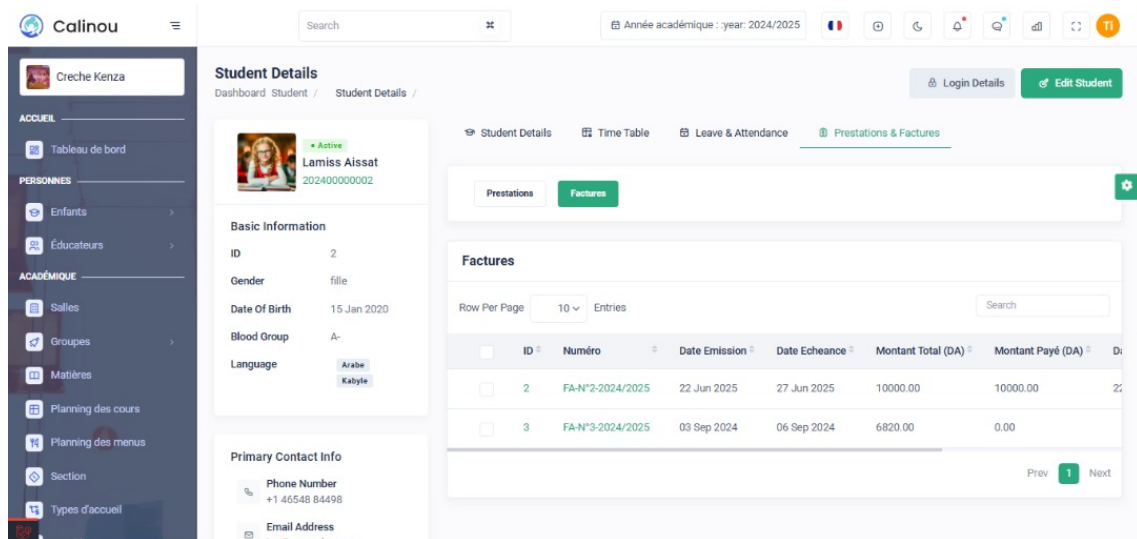 Calinou
Search
Année académique : :year: 2024/2025
Ti
Creche Kenza
ACCUEIL
Tableau de bord
PERSONNES
Enfants
Éducateurs
ACADÉMIQUE
Salles
Groupes
Matières
Planning des cours
Planning des menus
Section
Types d'accueil
Student Details
Dashboard Student / Student Details /
Login Details
Edit Student
Active
Lamiss Aissat
202400000002
Basic Information
ID 2
Gender fille
Date Of Birth 15 Jan 2020
Blood Group A-
Language Arabe
Kabyle
Primary Contact Info
Phone Number
+1 46548 84498
Email Address
Student Details Time Table Leave & Attendance Prestations & Factures
Prestations Factures
Factures
Row Per Page 10 Entries Search
ID Numéro Date Emission Date Echeance Montant Total (DA) Montant Payé (DA)
2 FA-N°2-2024/2025 22 Jun 2025 27 Jun 2025 10000.00 10000.00
3 FA-N°3-2024/2025 03 Sep 2024 06 Sep 2024 6820.00 0.00
Prev 1 Next